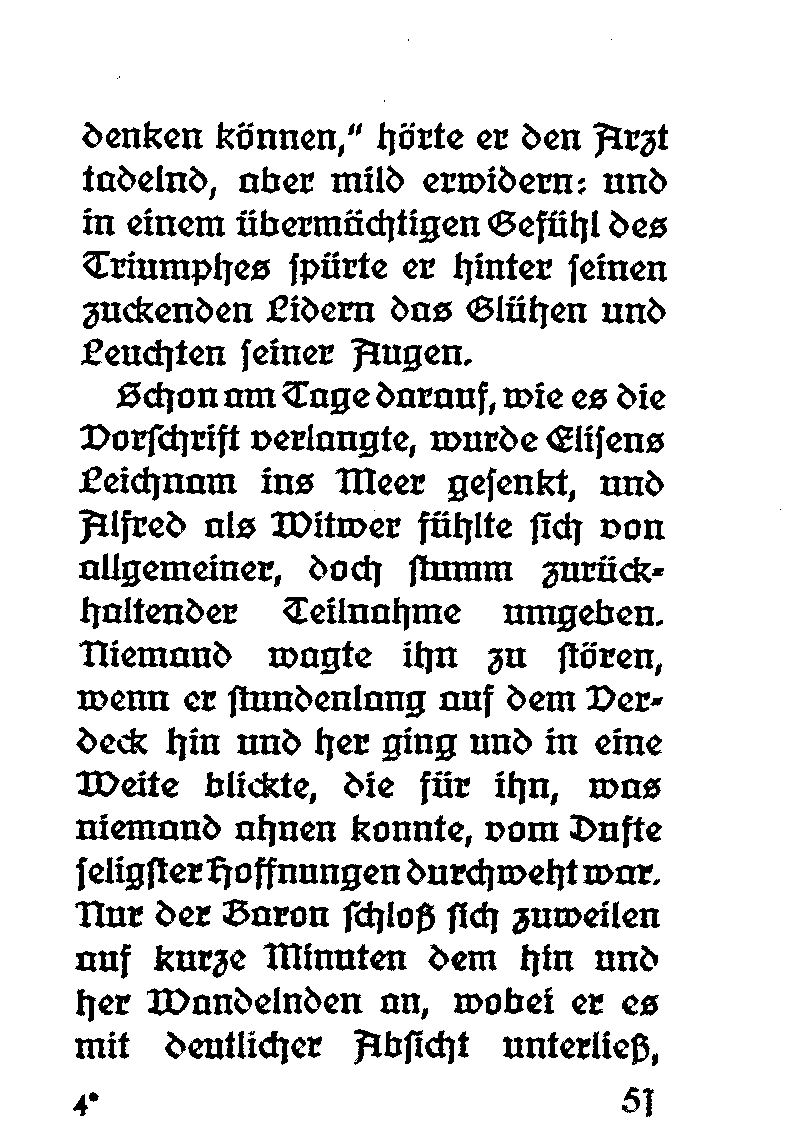 denken können,“ hörte er den Arzt
tadelnd, aber mild erwidern; und
in einem übermächtigen Gefühl des
Triumphes spürte er hinter seinen
zuckenden Lidern das Glühen und
Leuchten seiner Augen.
Schon am Tage darauf, wie es die
Vorschrift verlangte, wurde Elisens
Leichnam ins Meer gesenkt, und
Alfred als Witwer fühlte sich von
allgemeiner, doch stumm zurück-
haltender Teilnahme umgeben.
Niemand wagte ihn zu stören,
wenn er stundenlang auf dem Ver-
deck hin und her ging und in eine
Weite blickte, die für ihn, was
niemand ahnen konnte, vom Dufte
seligster Hoffnungen durchweht war.
Nur der Baron schloß sich zuweilen
auf kurze Minuten dem hin und
her Wandelnden an, wobei er es
mit deutlicher Absicht unterließ,
4* 51